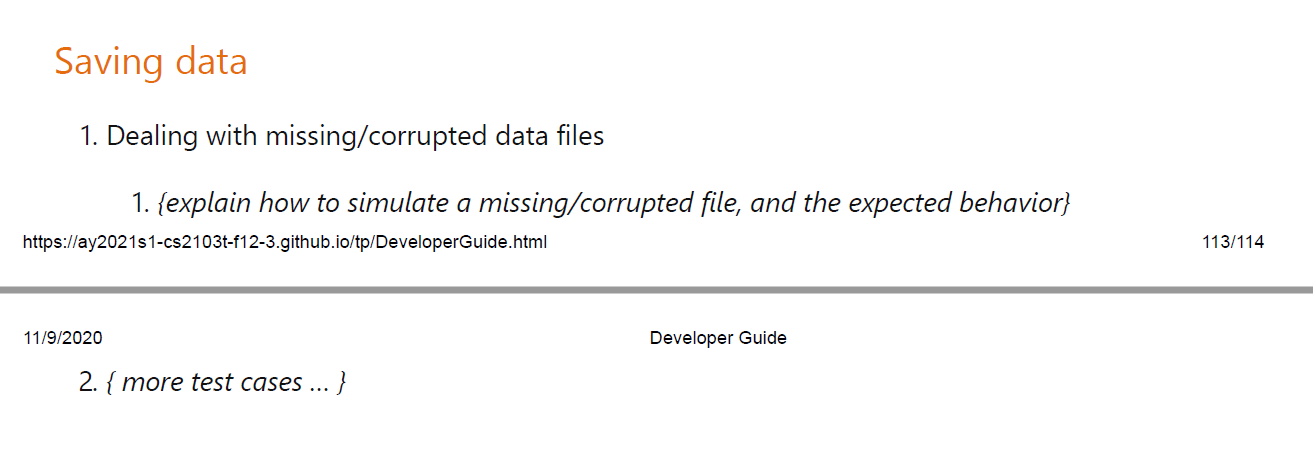 Saving data
1. Dealing with missing/corrupted data files
1. {explain how to simulate a missing/corrupted file, and the expected behavior}
https://ay2021s1-cs2103t-f12-3.github.io/tp/DeveloperGuide.html 113/114
11/9/2020 Developer Guide
2. { more test cases … }